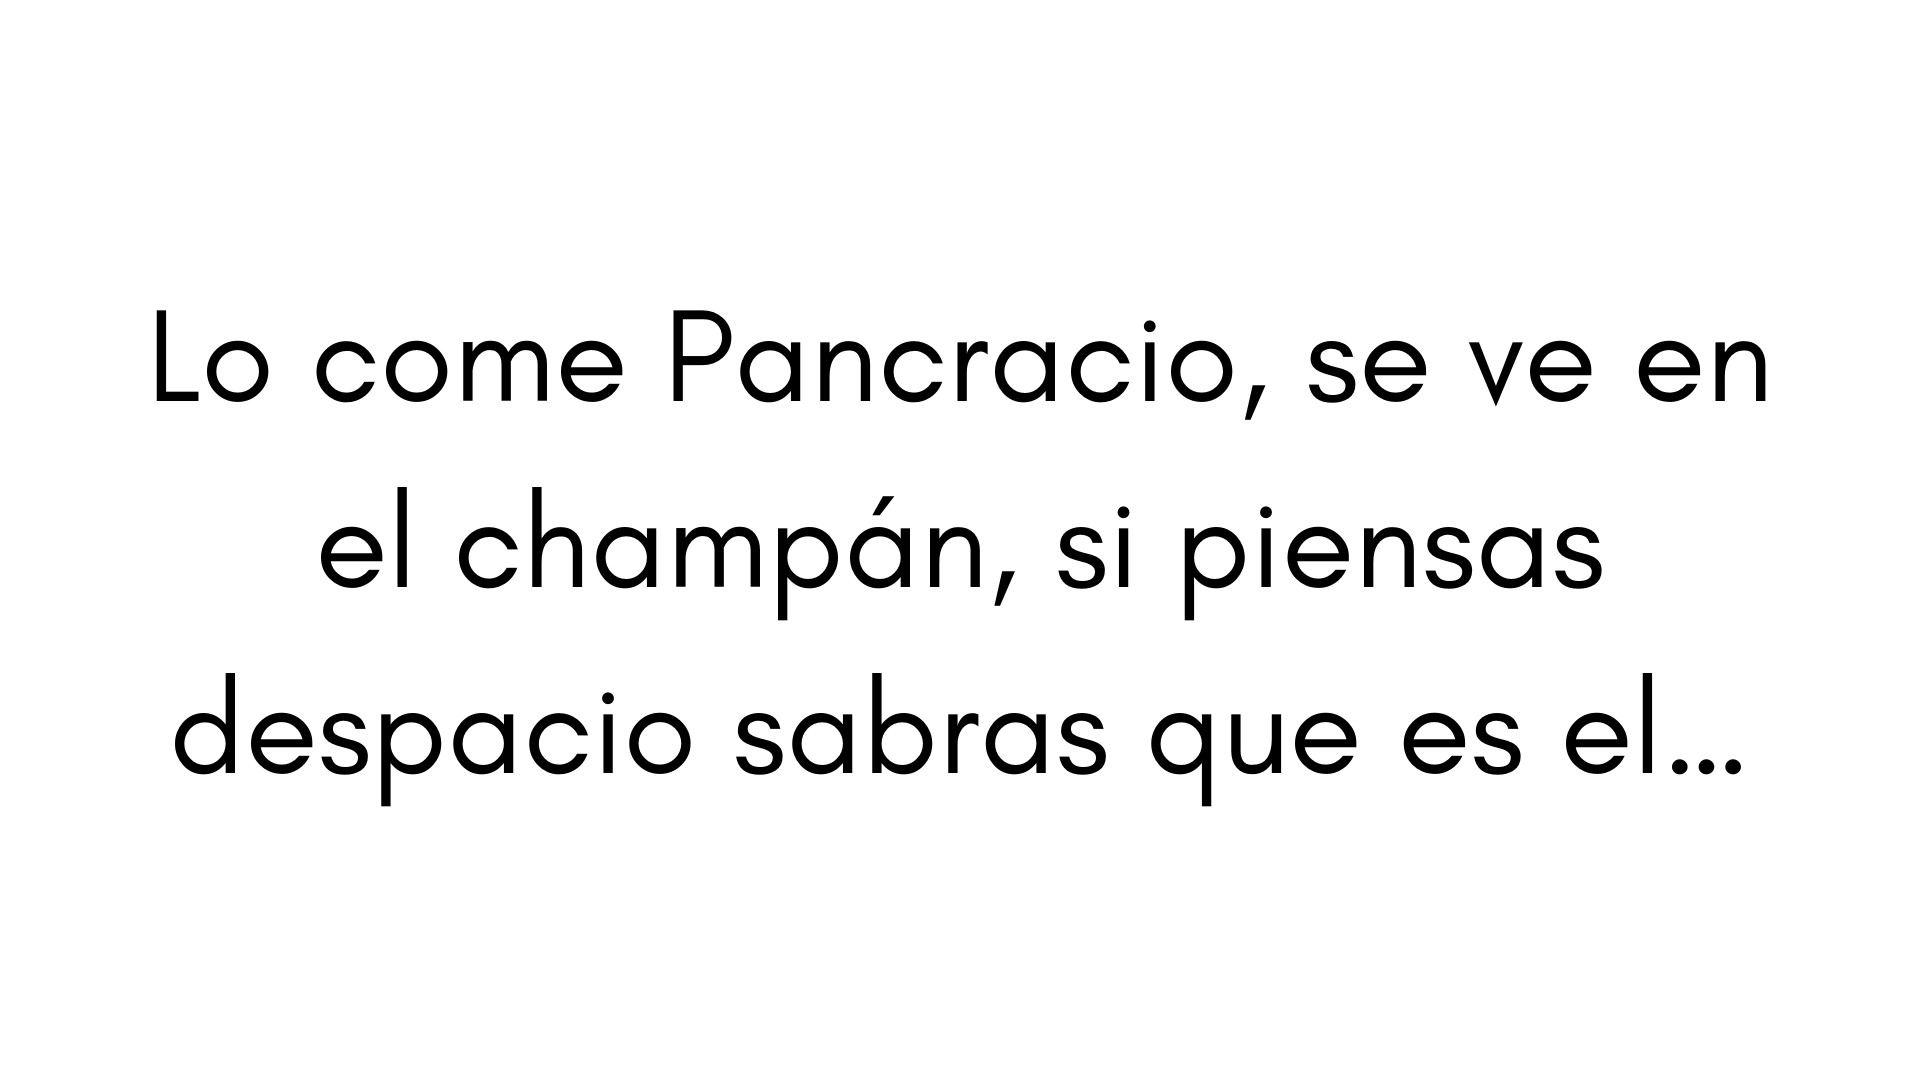 Lo come Pancracio, se ve en
el champán, si piensas
despacio sabras que es el...